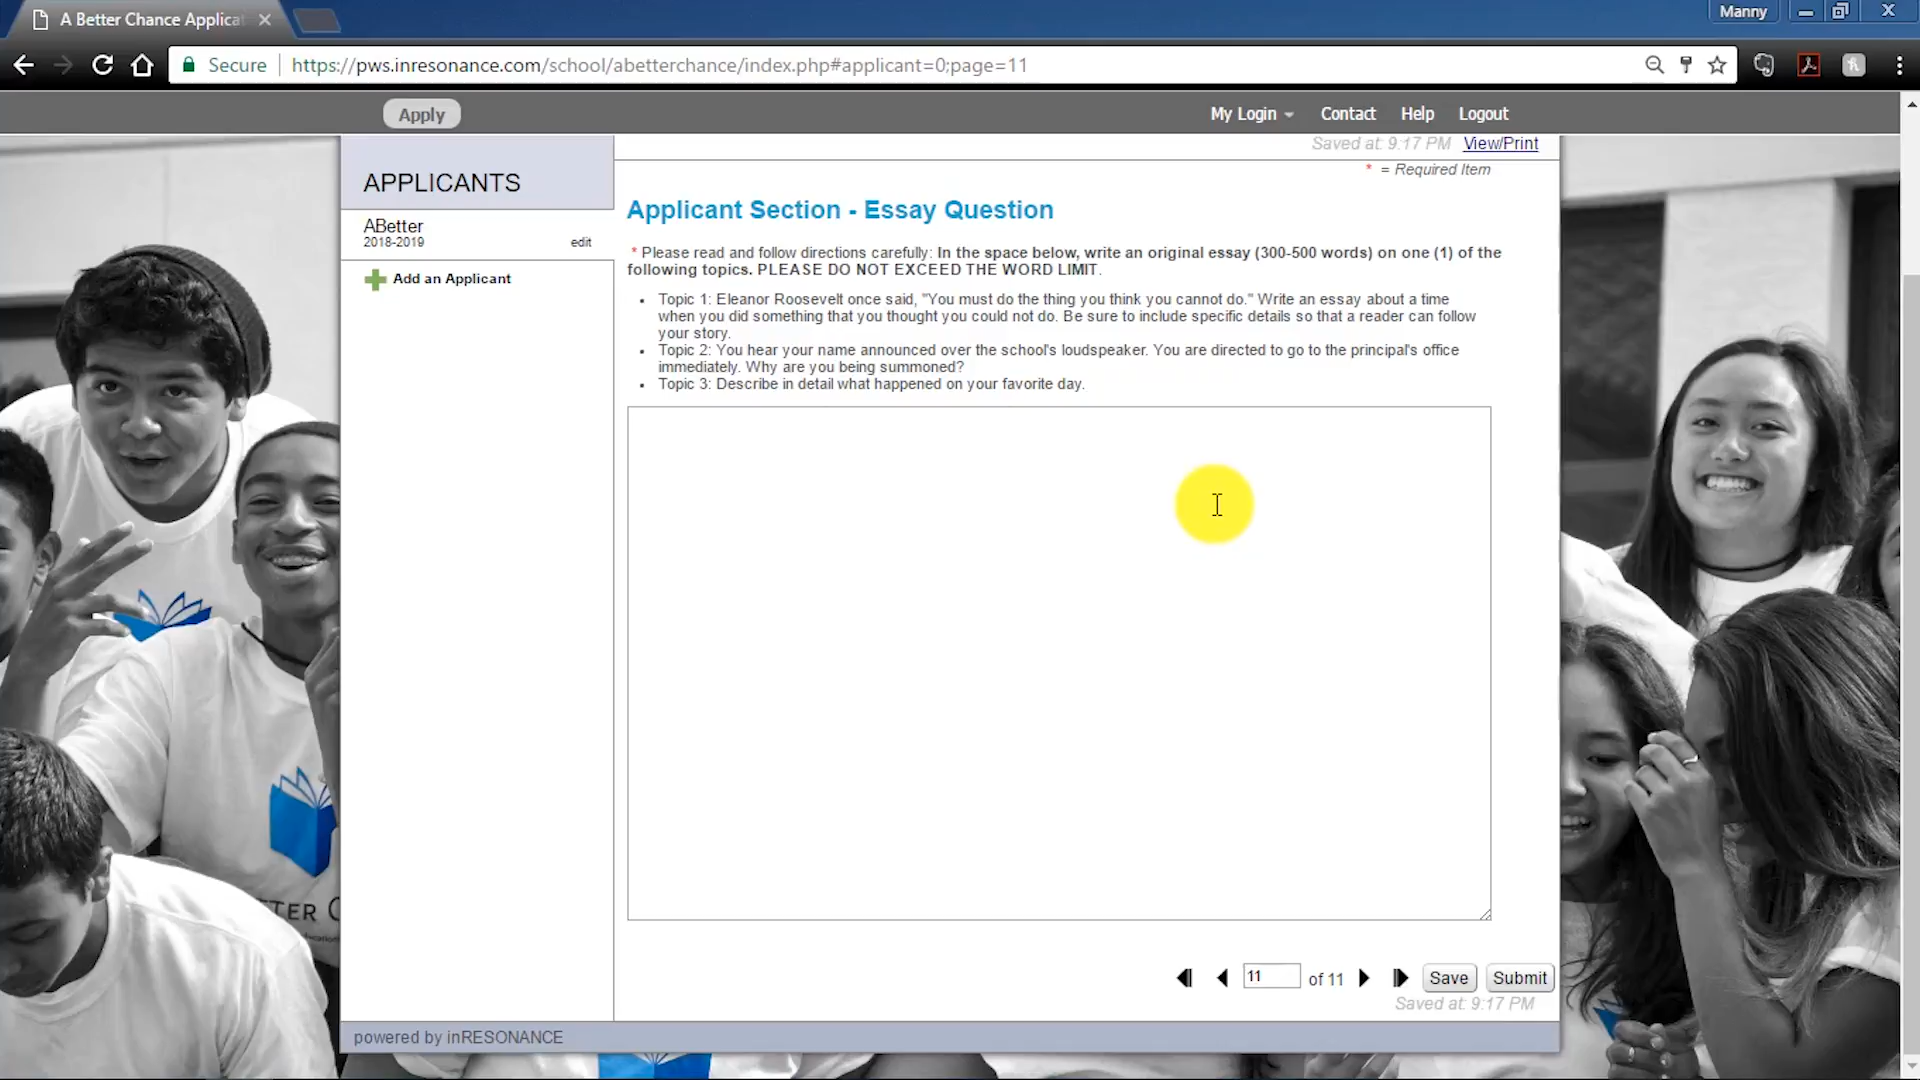 A Better Chance Applica
Manny
Secure
https://pws.inresonance.com/school/abetterchance/index.php#applicant=0;page=11
Apply
My Login
Contact
Help
Logout
Saved at: 9:17 PM View/Print
* = Required Item
APPLICANTS
ABetter
2018-2019
edit
Add an Applicant
Applicant Section - Essay Question
* Please read and follow directions carefully: In the space below, write an original essay (300-500 words) on one (1) of the
following topics. PLEASE DO NOT EXCEED THE WORD LIMIT.
• Topic 1: Eleanor Roosevelt once said, "You must do the thing you think you cannot do." Write an essay about a time
when you did something that you thought you could not do. Be sure to include specific details so that a reader can follow
your story.
• Topic 2: You hear your name announced over the school's loudspeaker. You are directed to go to the principal's office
immediately. Why are you being summoned?
• Topic 3: Describe in detail what happened on your favorite day.
11 of 11 Save Submit
Saved at: 9:17 PM
powered by inRESONANCE
TER C